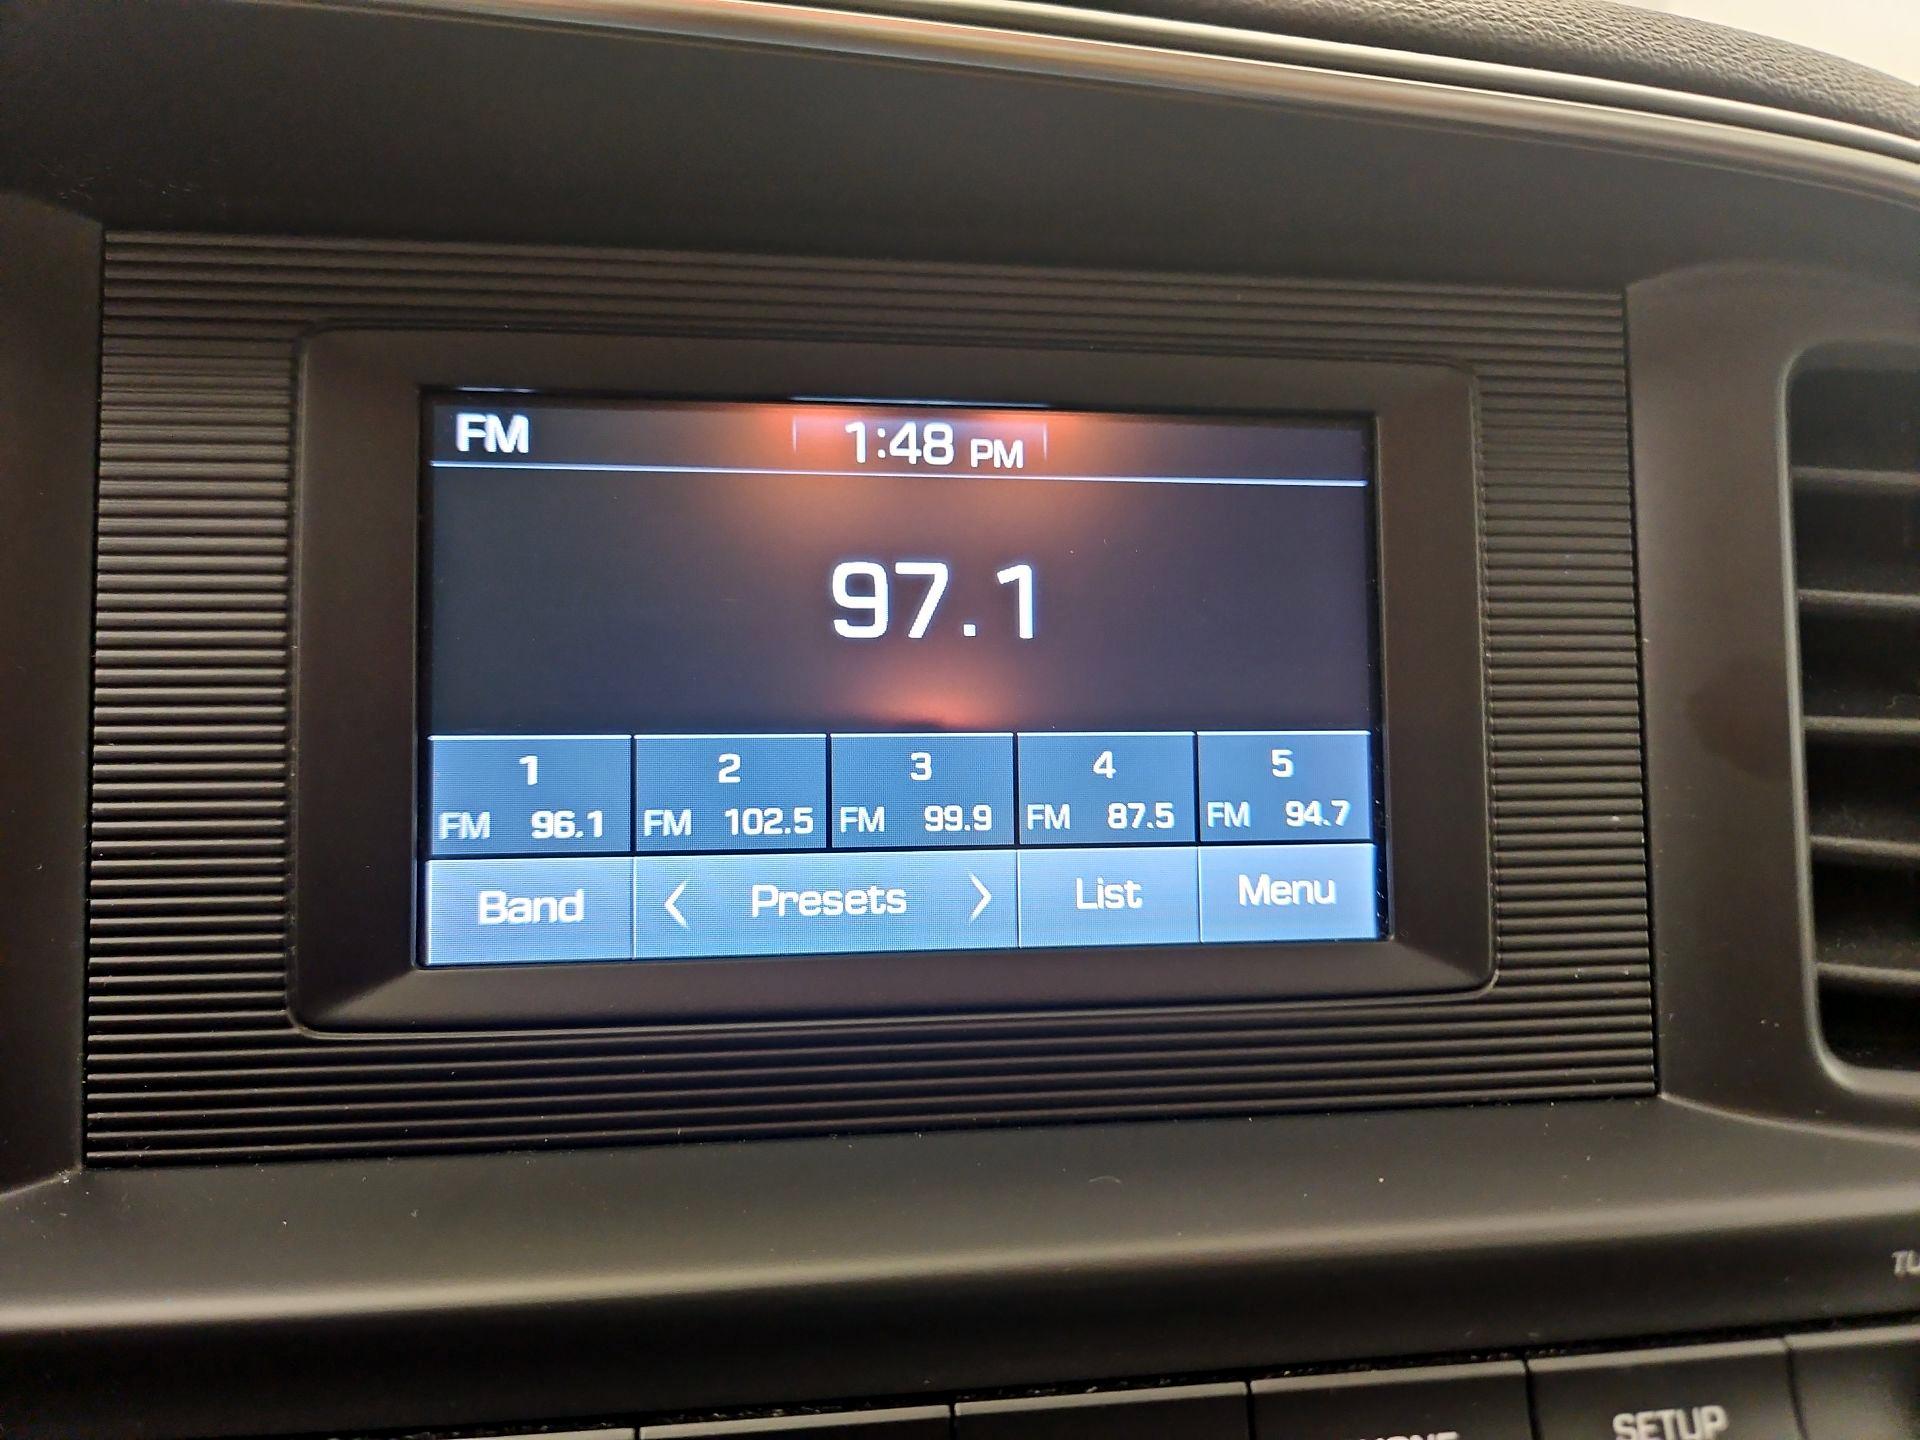 FM 1:48 PM
97.1
1 2 3 4 5
FM 96.1 FM 102.5 FM 99.9 FM 87.5 FM 94.7
Band < Presets > List Menu
SETUP